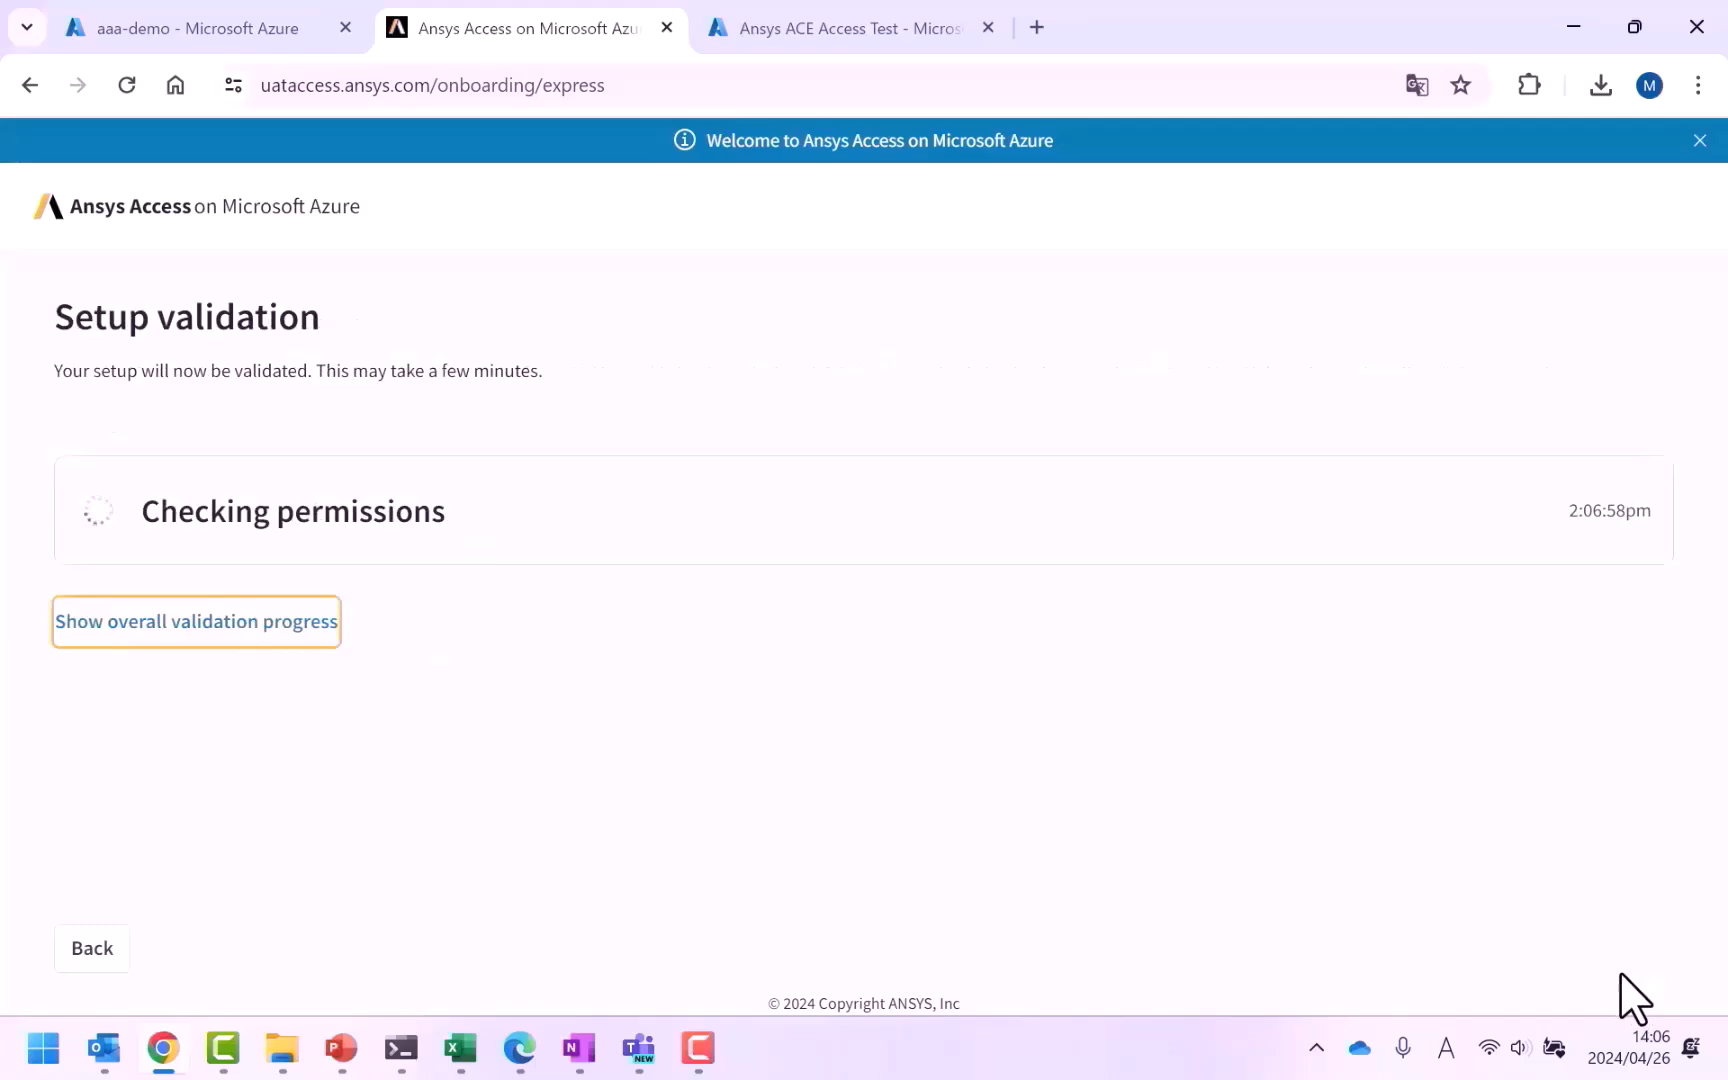 aaa-demo - Microsoft Azure
Ansys Access on Microsoft Azu
Ansys ACE Access Test - Micros
uataccess.ansys.com/onboarding/express
M
Welcome to Ansys Access on Microsoft Azure
Ansys Access on Microsoft Azure
Setup validation
Your setup will now be validated. This may take a few minutes.
Checking permissions
2:06:58pm
Show overall validation progress
Back
© 2024 Copyright ANSYS, Inc
NEW
A
14:06
2024/04/26